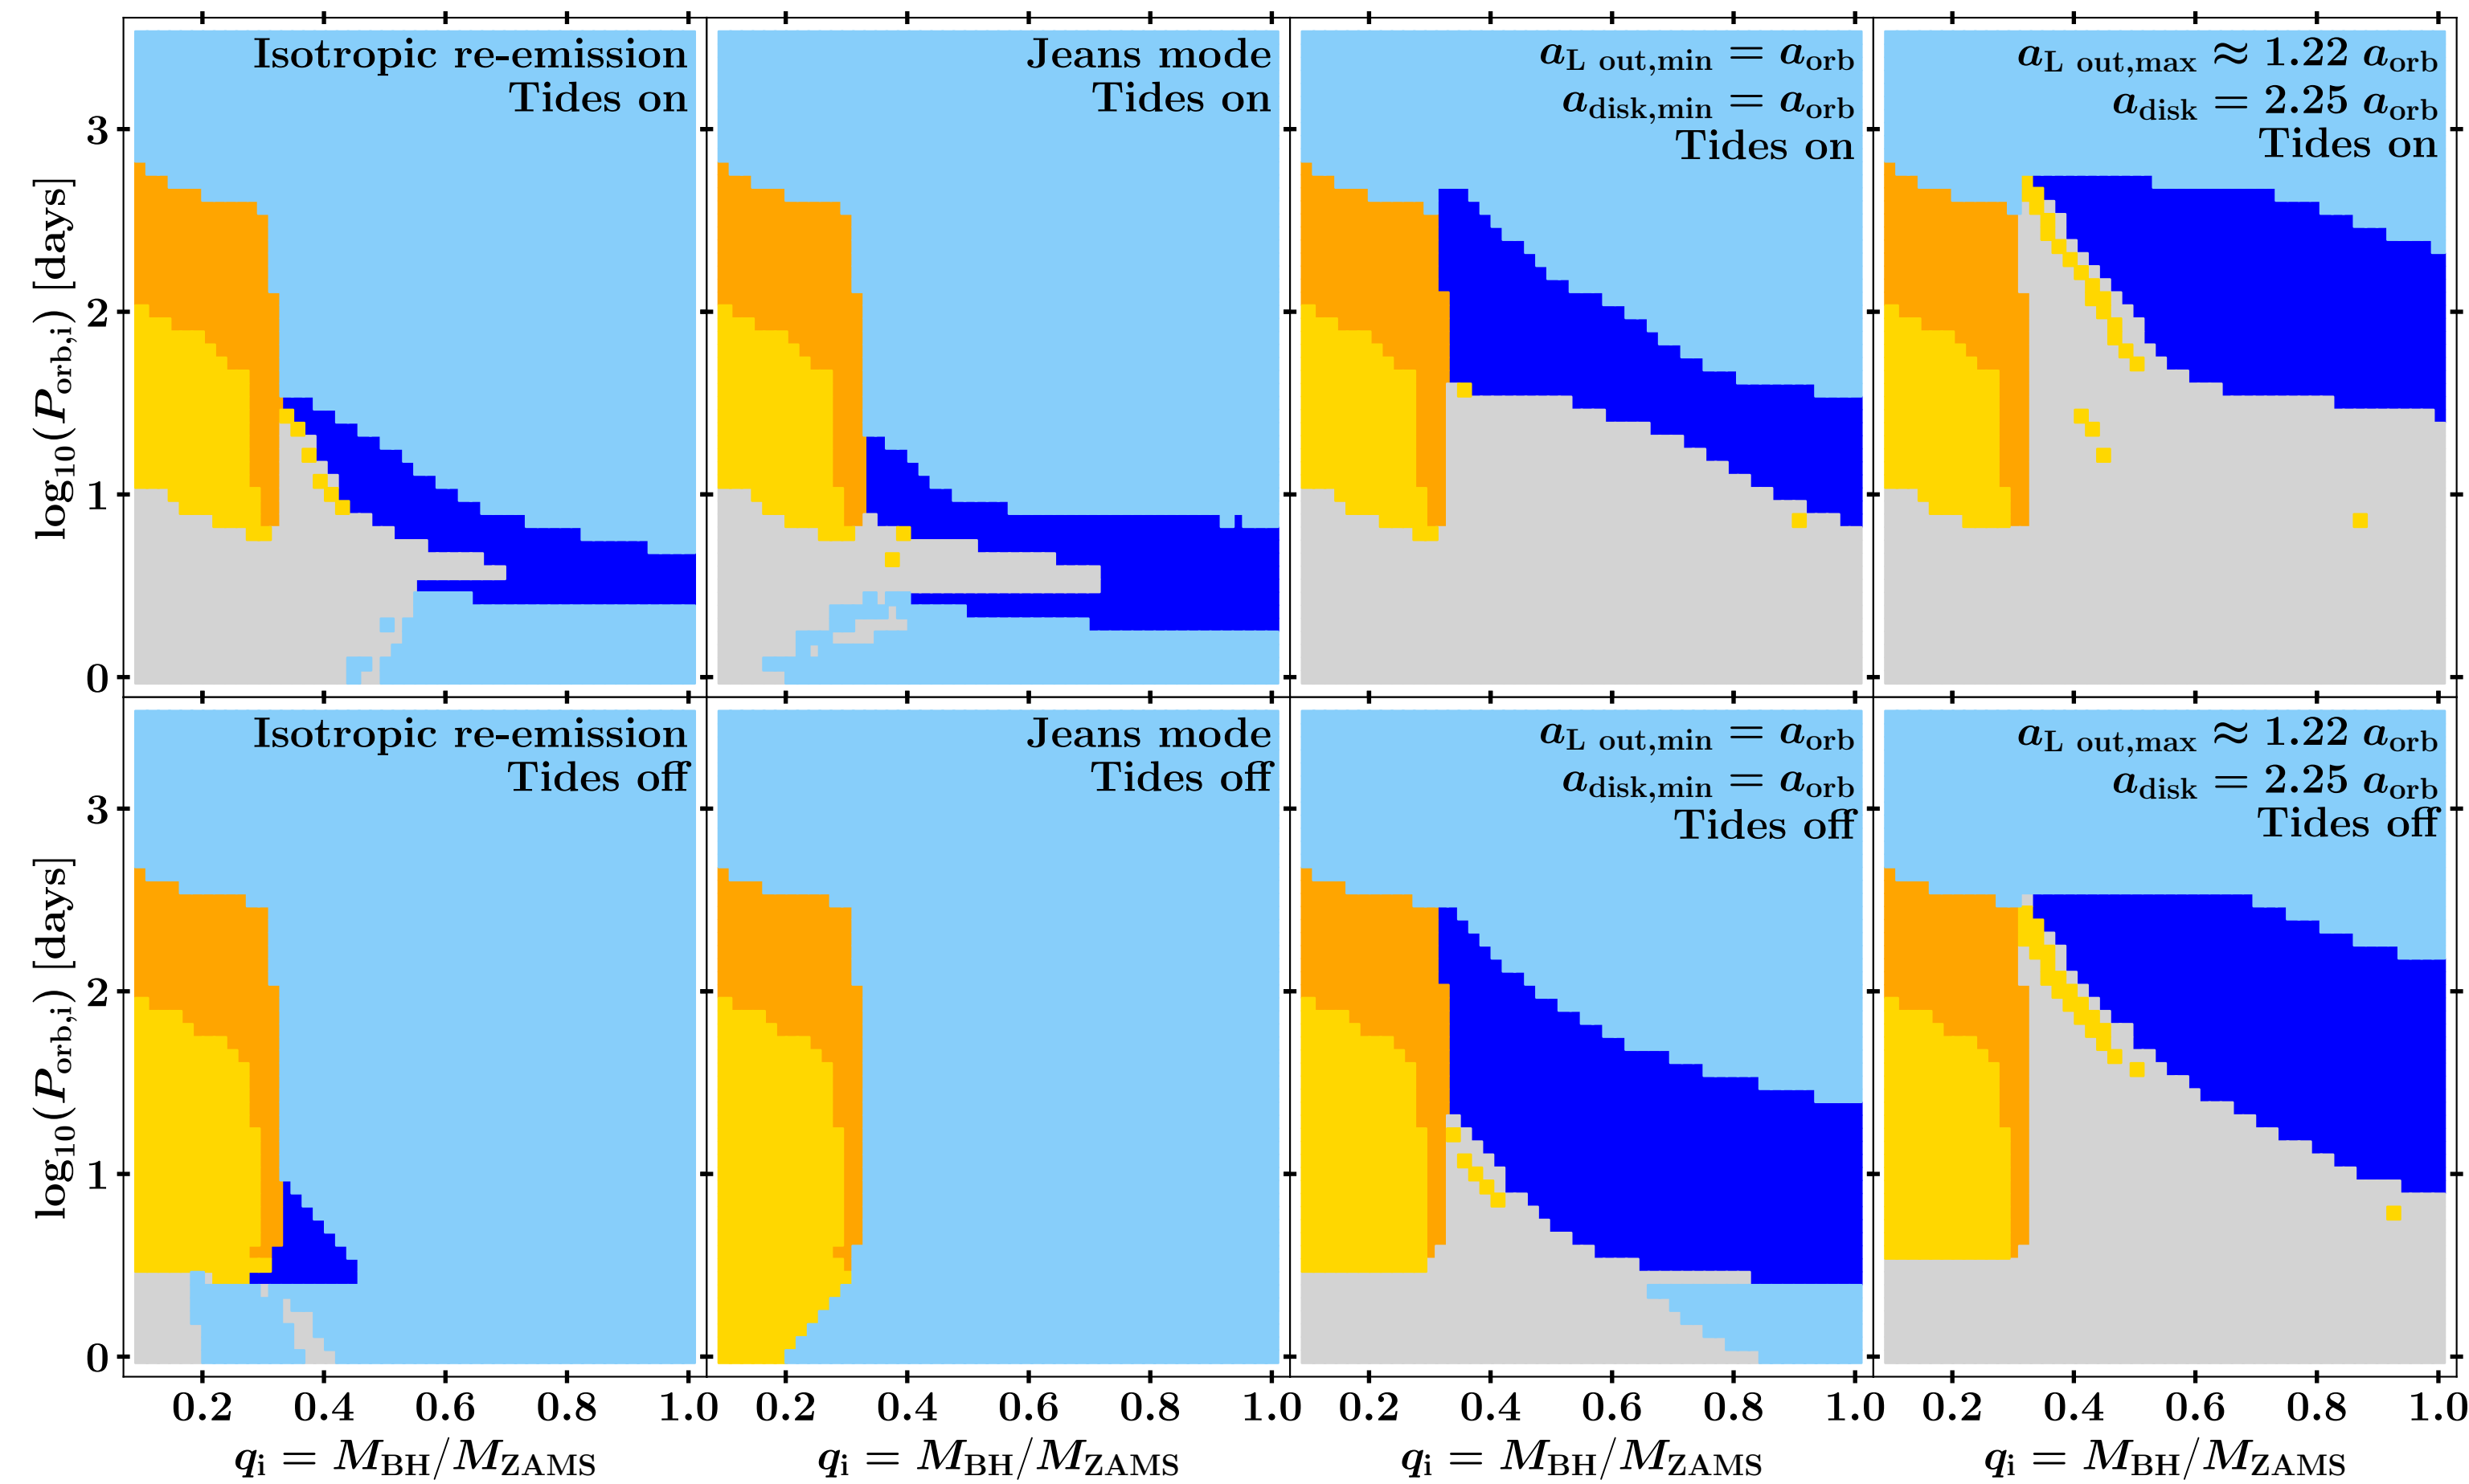 Isotropic re-emission
Tides on
Jeans mode
Tides on
a_L out,min = a_orb
a_disk,min = a_orb
Tides on
a_L out,max ≈ 1.22 a_orb
a_disk = 2.25 a_orb
Tides on
log10(P_orb,i) [days]
3
2
1
0
Isotropic re-emission
Tides off
Jeans mode
Tides off
a_L out,min = a_orb
a_disk,min = a_orb
Tides off
a_L out,max ≈ 1.22 a_orb
a_disk = 2.25 a_orb
Tides off
log10(P_orb,i) [days]
3
2
1
0
0.2 0.4 0.6 0.8 1.0 0.2 0.4 0.6 0.8 1.0 0.2 0.4 0.6 0.8 1.0 0.2 0.4 0.6 0.8 1.0
q_i = M_BH/M_ZAMS q_i = M_BH/M_ZAMS q_i = M_BH/M_ZAMS q_i = M_BH/M_ZAMS